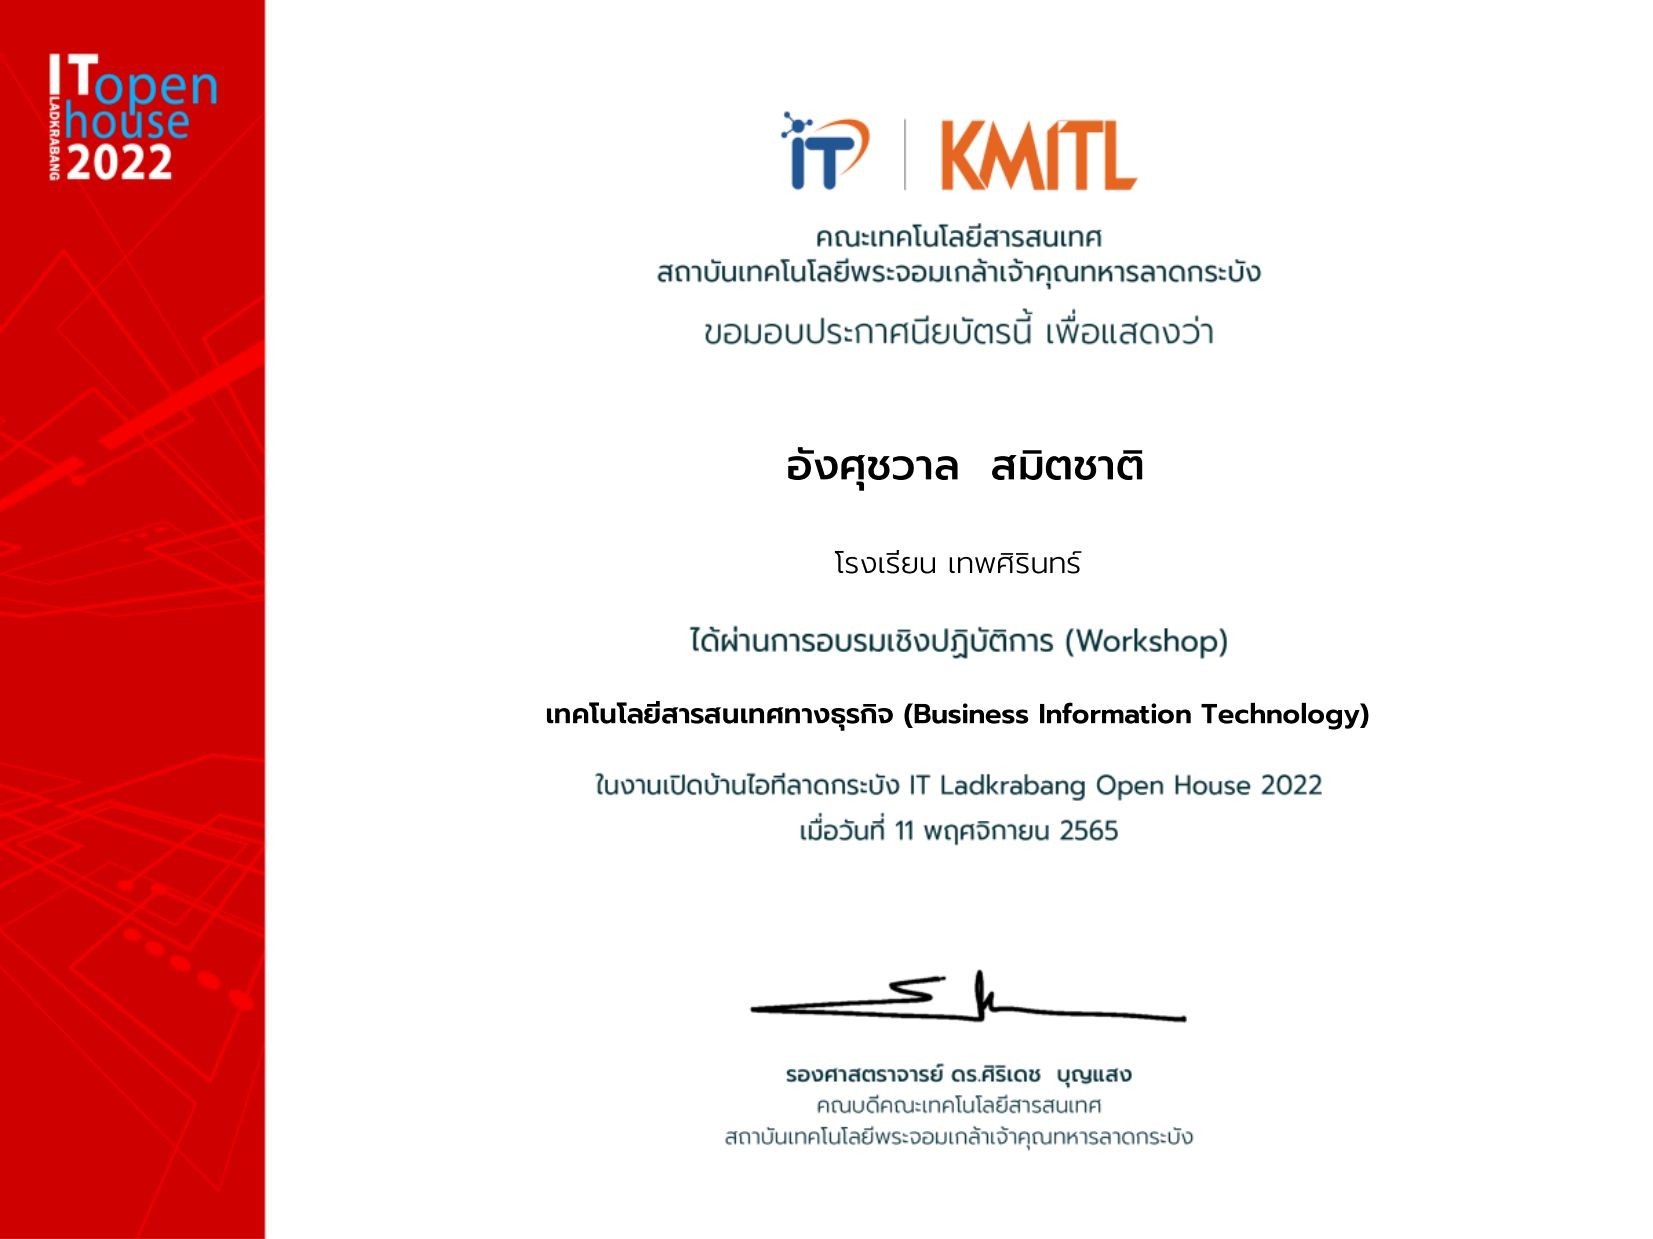 IT open
house
LADKRABANG
2022
iT KMITL
คณะเทคโนโลยีสารสนเทศ
สถาบันเทคโนโลยีพระจอมเกล้าเจ้าคุณทหารลาดกระบัง
ขอมอบประกาศนียบัตรนี้ เพื่อแสดงว่า
อังศุชวาล สมิตชาติ
โรงเรียน เทพศิรินทร์
ได้ผ่านการอบรมเชิงปฏิบัติการ (Workshop)
เทคโนโลยีสารสนเทศทางธุรกิจ (Business Information Technology)
ในงานเปิดบ้านไอทีลาดกระบัง IT Ladkrabang Open House 2022
เมื่อวันที่ 11 พฤศจิกายน 2565
รองศาสตราจารย์ ดร.ศิริเดช บุญแสง
คณบดีคณะเทคโนโลยีสารสนเทศ
สถาบันเทคโนโลยีพระจอมเกล้าเจ้าคุณทหารลาดกระบัง